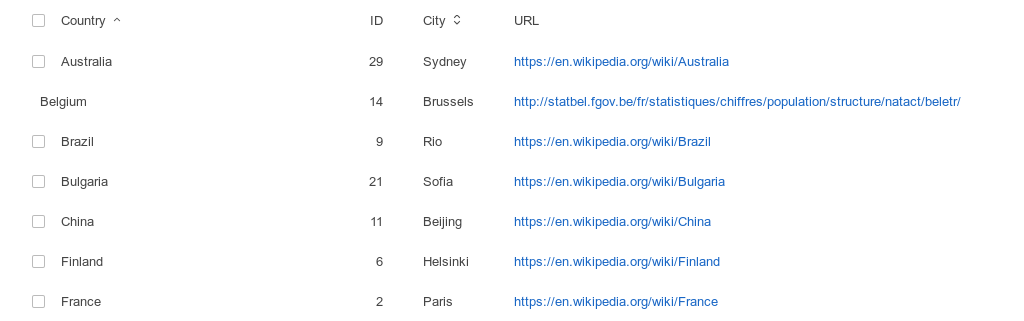 Country ID City URL
Australia 29 Sydney https://en.wikipedia.org/wiki/Australia
Belgium 14 Brussels http://statbel.fgov.be/fr/statistiques/chiffres/population/structure/natact/beletr/
Brazil 9 Rio https://en.wikipedia.org/wiki/Brazil
Bulgaria 21 Sofia https://en.wikipedia.org/wiki/Bulgaria
China 11 Beijing https://en.wikipedia.org/wiki/China
Finland 6 Helsinki https://en.wikipedia.org/wiki/Finland
France 2 Paris https://en.wikipedia.org/wiki/France